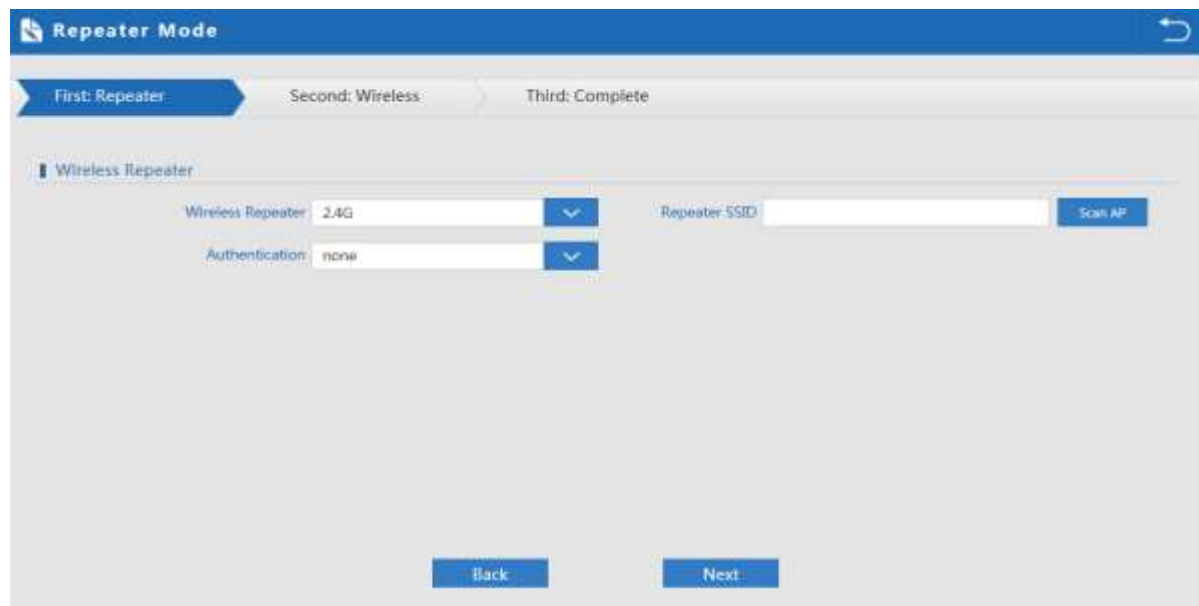 Repeater Mode
First: Repeater Second: Wireless Third: Complete
Wireless Repeater
Wireless Repeater 2.4G Repeater SSID Scan AP
Authentication none
Back Next